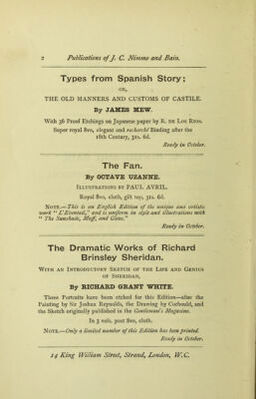 2 Publications of J. C. Nimmo and Bain.
Types from Spanish Story;
OR,
THE OLD MANNERS AND CUSTOMS OF CASTILE.
By JAMES MEW.
With 36 Proof Etchings on Japanese paper by R. DE LOS RIOS.
Super royal 8vo, elegant and recherché Binding after the
18th Century, 31s. 6d.
Ready in October.
The Fan.
By OCTAVE UZANNE.
ILLUSTRATIONS BY PAUL AVRIL.
Royal 8vo, cloth, gilt top, 31s. 6d.
NOTE.—This is an English Edition of the unique and artistic
work "L'Éventail," and is uniform in style and illustrations with
"The Sunshade, Muff, and Glove."
Ready in October.
The Dramatic Works of Richard
Brinsley Sheridan.
WITH AN INTRODUCTORY SKETCH OF THE LIFE AND GENIUS
OF SHERIDAN,
By RICHARD GRANT WHITE.
Three Portraits have been etched for this Edition—after the
Painting by Sir Joshua Reynolds, the Drawing by Corbould, and
the Sketch originally published in the Gentleman's Magazine.
In 3 vols. post 8vo, cloth.
NOTE.—Only a limited number of this Edition has been printed.
Ready in October.
14 King William Street, Strand, London, W.C.